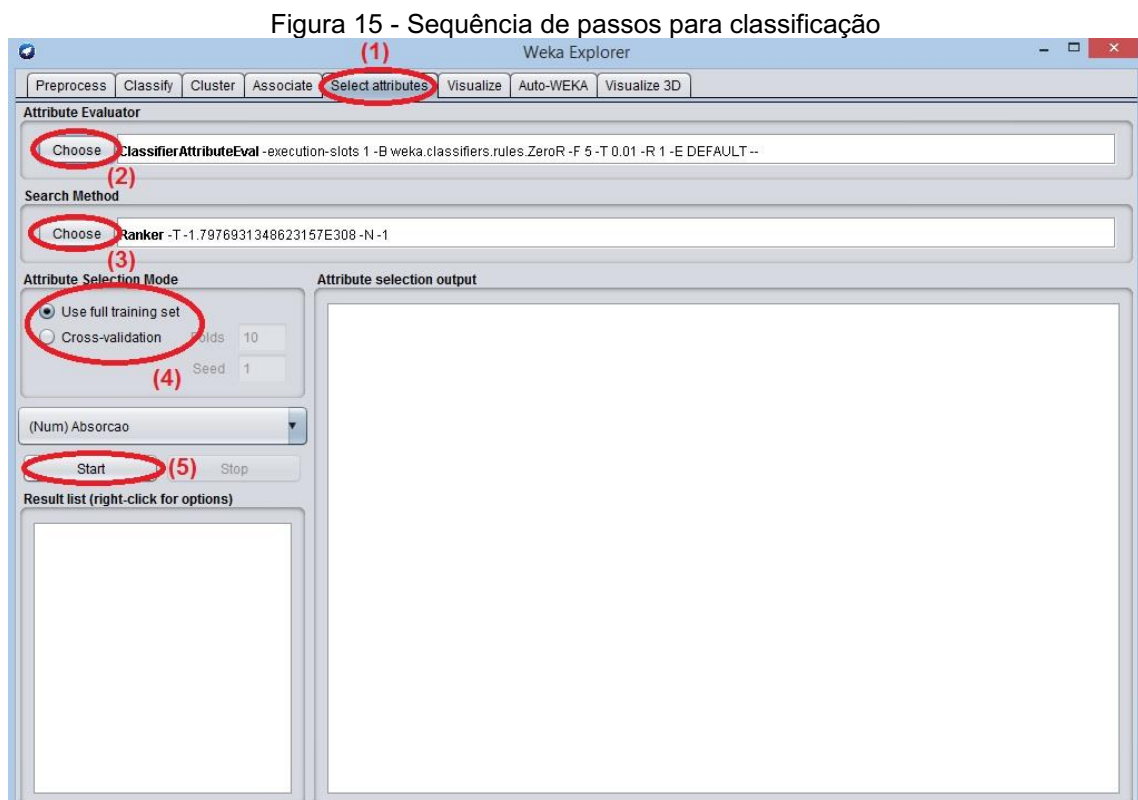 Figura 15 - Sequência de passos para classificação
(1)
Weka Explorer
Preprocess Classify Cluster Associate Select attributes Visualize Auto-WEKA Visualize 3D
Attribute Evaluator
Choose ClassifierAttributeEval -execution-slots 1 -B weka.classifiers.rules.ZeroR -F 5 -T 0.01 -R 1 -E DEFAULT --
(2)
Search Method
Choose Ranker -T -1.7976931348623157E308 -N -1
(3)
Attribute Selection Mode
Attribute selection output
Use full training set
Cross-validation Folds 10
Seed 1
(4)
(Num) Absorcao
Start (5) Stop
Result list (right-click for options)